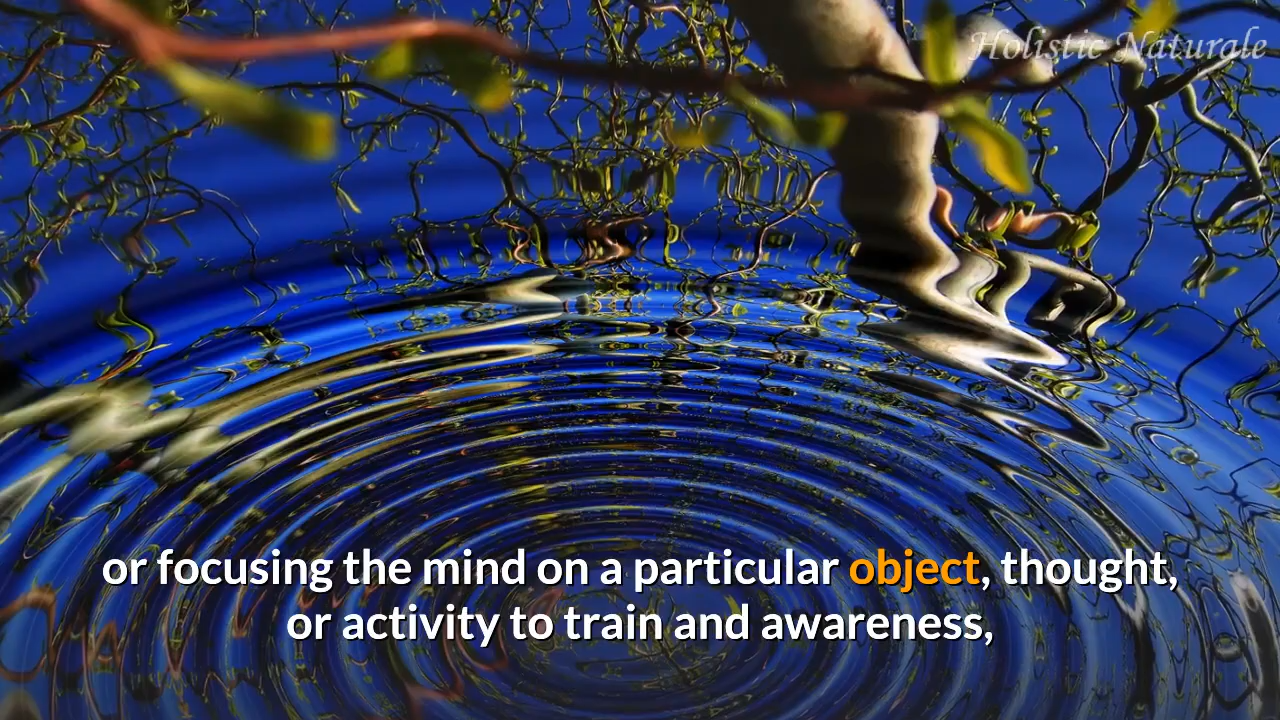 Holistic Naturale
or focusing the mind on a particular object, thought,
or activity to train and awareness,